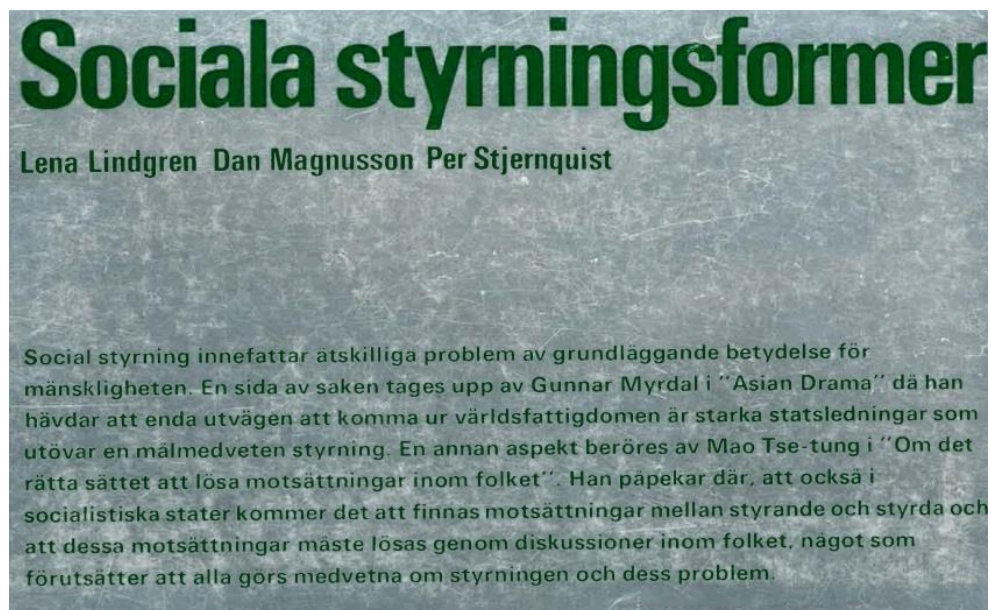 Sociala styrningsformer
Lena Lindgren Dan Magnusson Per Stjernquist
Social styrning innefattar åtskilliga problem av grundläggande betydelse för
mänskligheten. En sida av saken tages upp av Gunnar Myrdal i "Asian Drama" då han
hävdar att enda utvägen att komma ur världsfattigdomen är starka statsledningar som
utövar en målmedveten styrning. En annan aspekt beröres av Mao Tse-tung i "Om det
rätta sättet att lösa motsättningar inom folket". Han påpekar där, att också i
socialistiska stater kommer det att finnas motsättningar mellan styrande och styrda och
att dessa motsättningar måste lösas genom diskussioner inom folket, något som
förutsätter att alla görs medvetna om styrningen och dess problem.